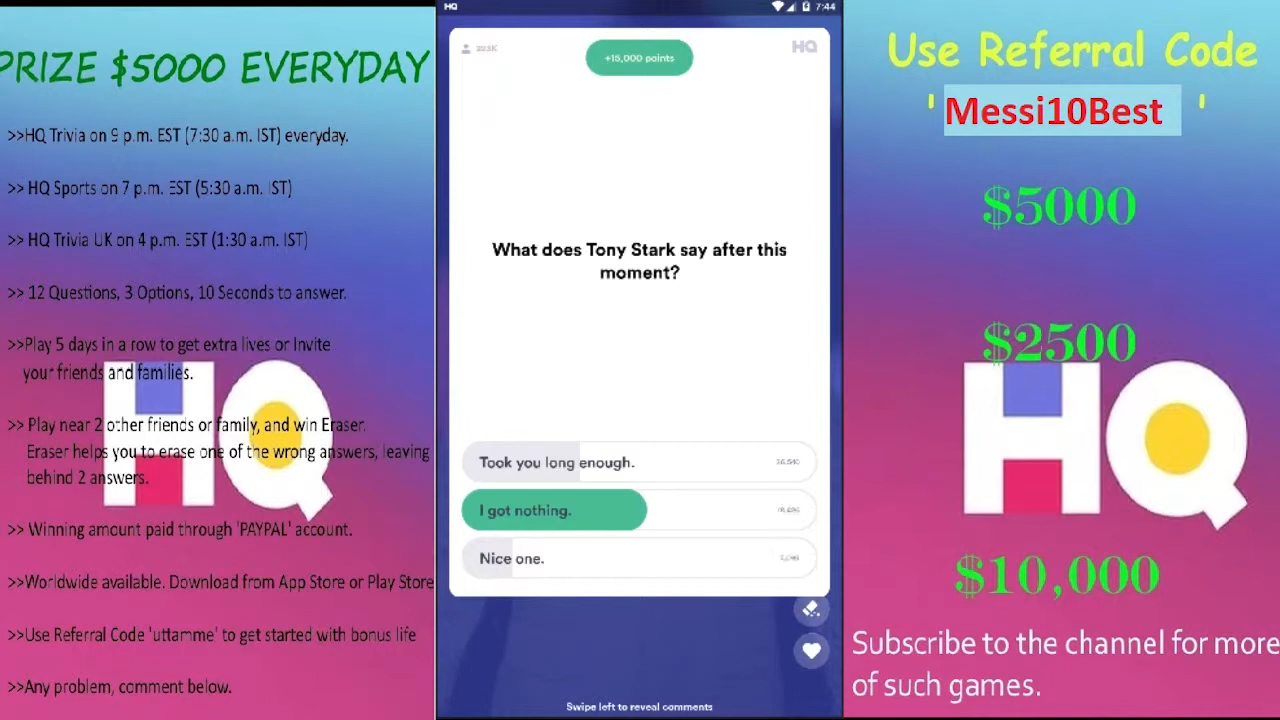 PRIZE $5000 EVERYDAY
>>HQ Trivia on 9 p.m. EST (7:30 a.m. IST) everyday.
>> HQ Sports on 7 p.m. EST (5:30 a.m. IST)
>> HQ Trivia UK on 4 p.m. EST (1:30 a.m. IST)
>> 12 Questions, 3 Options, 10 Seconds to answer.
>>Play 5 days in a row to get extra lives or Invite
your friends and families.
>> Play near 2 other friends or family, and win Eraser.
Eraser helps you to erase one of the wrong answers, leaving
behind 2 answers.
>> Winning amount paid through 'PAYPAL' account.
>>Worldwide available. Download from App Store or Play Store
>>Use Referral Code 'uttamme' to get started with bonus life
>>Any problem, comment below.
HQ
HQ
7:44
HQ
+15,000 points
What does Tony Stark say after this
moment?
Took you long enough.
I got nothing.
Nice one.
Swipe left to reveal comments
Use Referral Code
' Messi10Best '
$5000
$2500
HQ
$10,000
Subscribe to the channel for more
of such games.